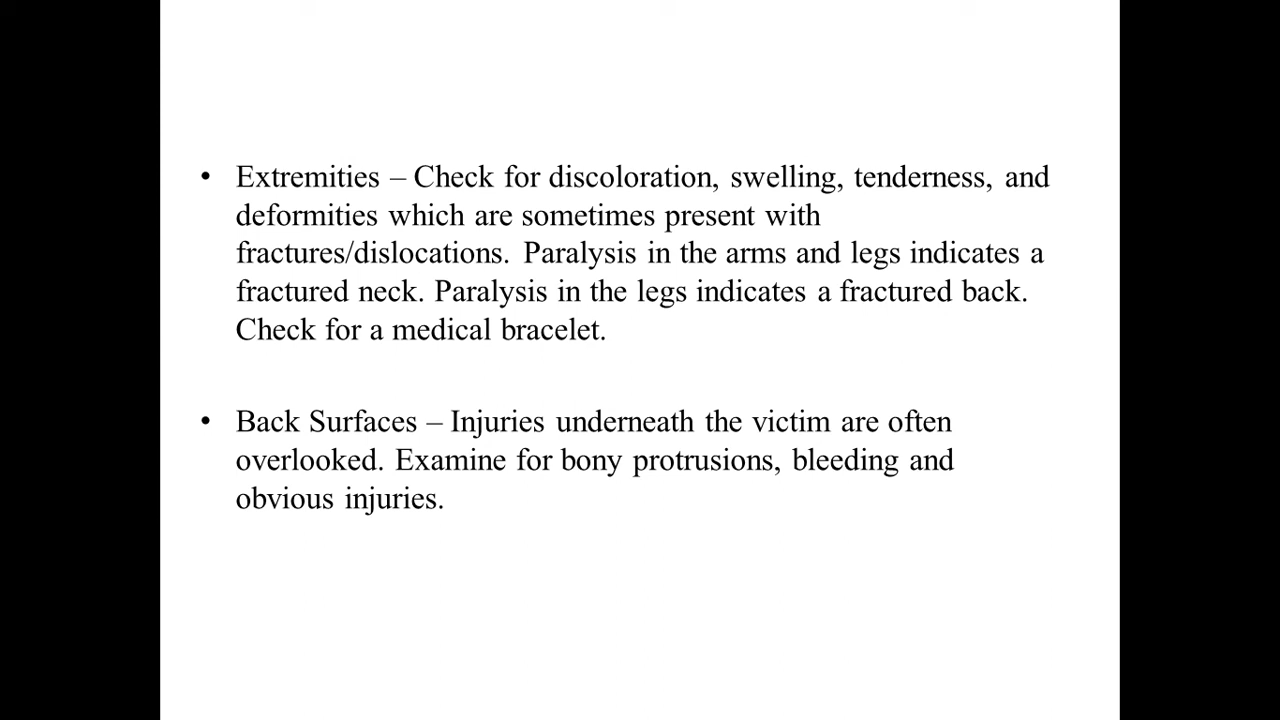 • Extremities – Check for discoloration, swelling, tenderness, and
deformities which are sometimes present with
fractures/dislocations. Paralysis in the arms and legs indicates a
fractured neck. Paralysis in the legs indicates a fractured back.
Check for a medical bracelet.
• Back Surfaces – Injuries underneath the victim are often
overlooked. Examine for bony protrusions, bleeding and
obvious injuries.